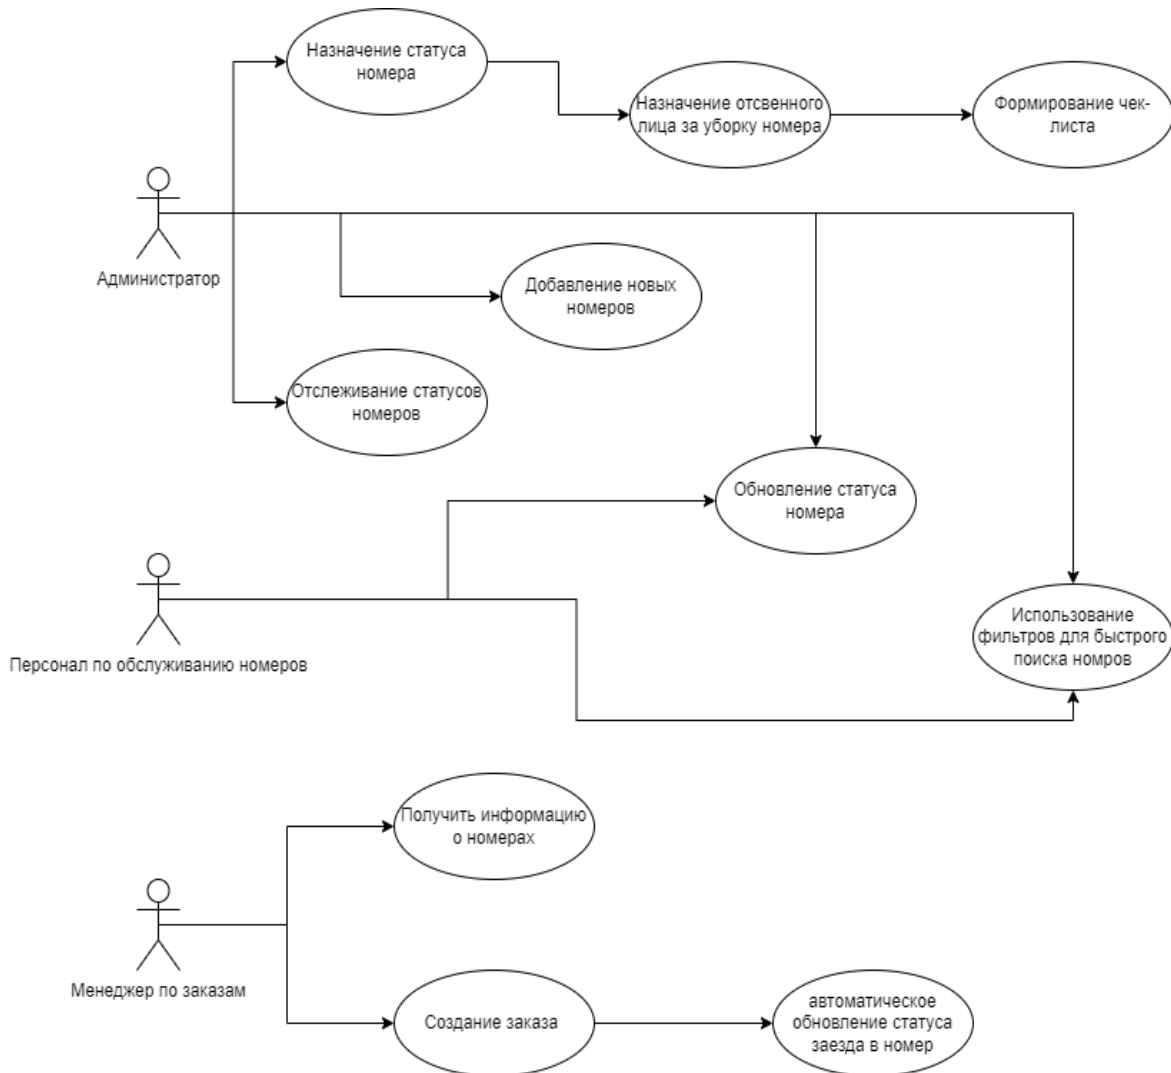 Назначение статуса
номера
Назначение отсвенного
лица за уборку номера
Формирование чек-
листа
Администратор
Добавление новых
номеров
Отслеживание статусов
номеров
Обновление статуса
номера
Персонал по обслуживанию номеров
Использование
фильтров для быстрого
поиска номров
Получить информацию
о номерах
Менеджер по заказам
Создание заказа
автоматическое
обновление статуса
заезда в номер